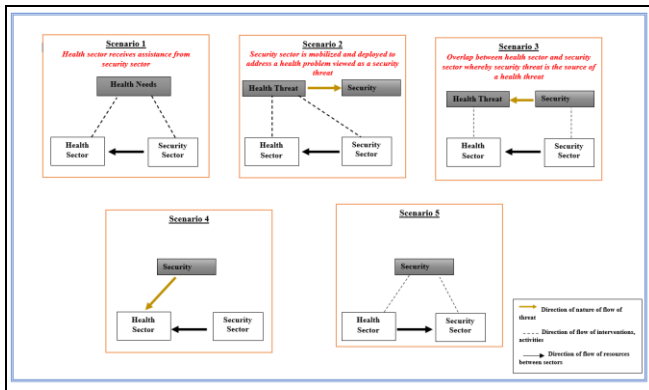 Scenario 1
Health sector receives assistance from
security sector
Health Needs
Health
Sector
Security
Sector
Scenario 2
Security sector is mobilized and deployed to
address a health problem viewed as a security
threat
Health Threat
Security
Health
Sector
Security
Sector
Scenario 3
Overlap between health sector and security
sector whereby security threat is the source of
a health threat
Health Threat
Security
Health
Sector
Security
Sector
Scenario 4
Security
Health
Sector
Security
Sector
Scenario 5
Security
Health
Sector
Security
Sector
Direction of nature of flow of
threat
Direction of flow of interventions,
activities
Direction of flow of resources
between sectors